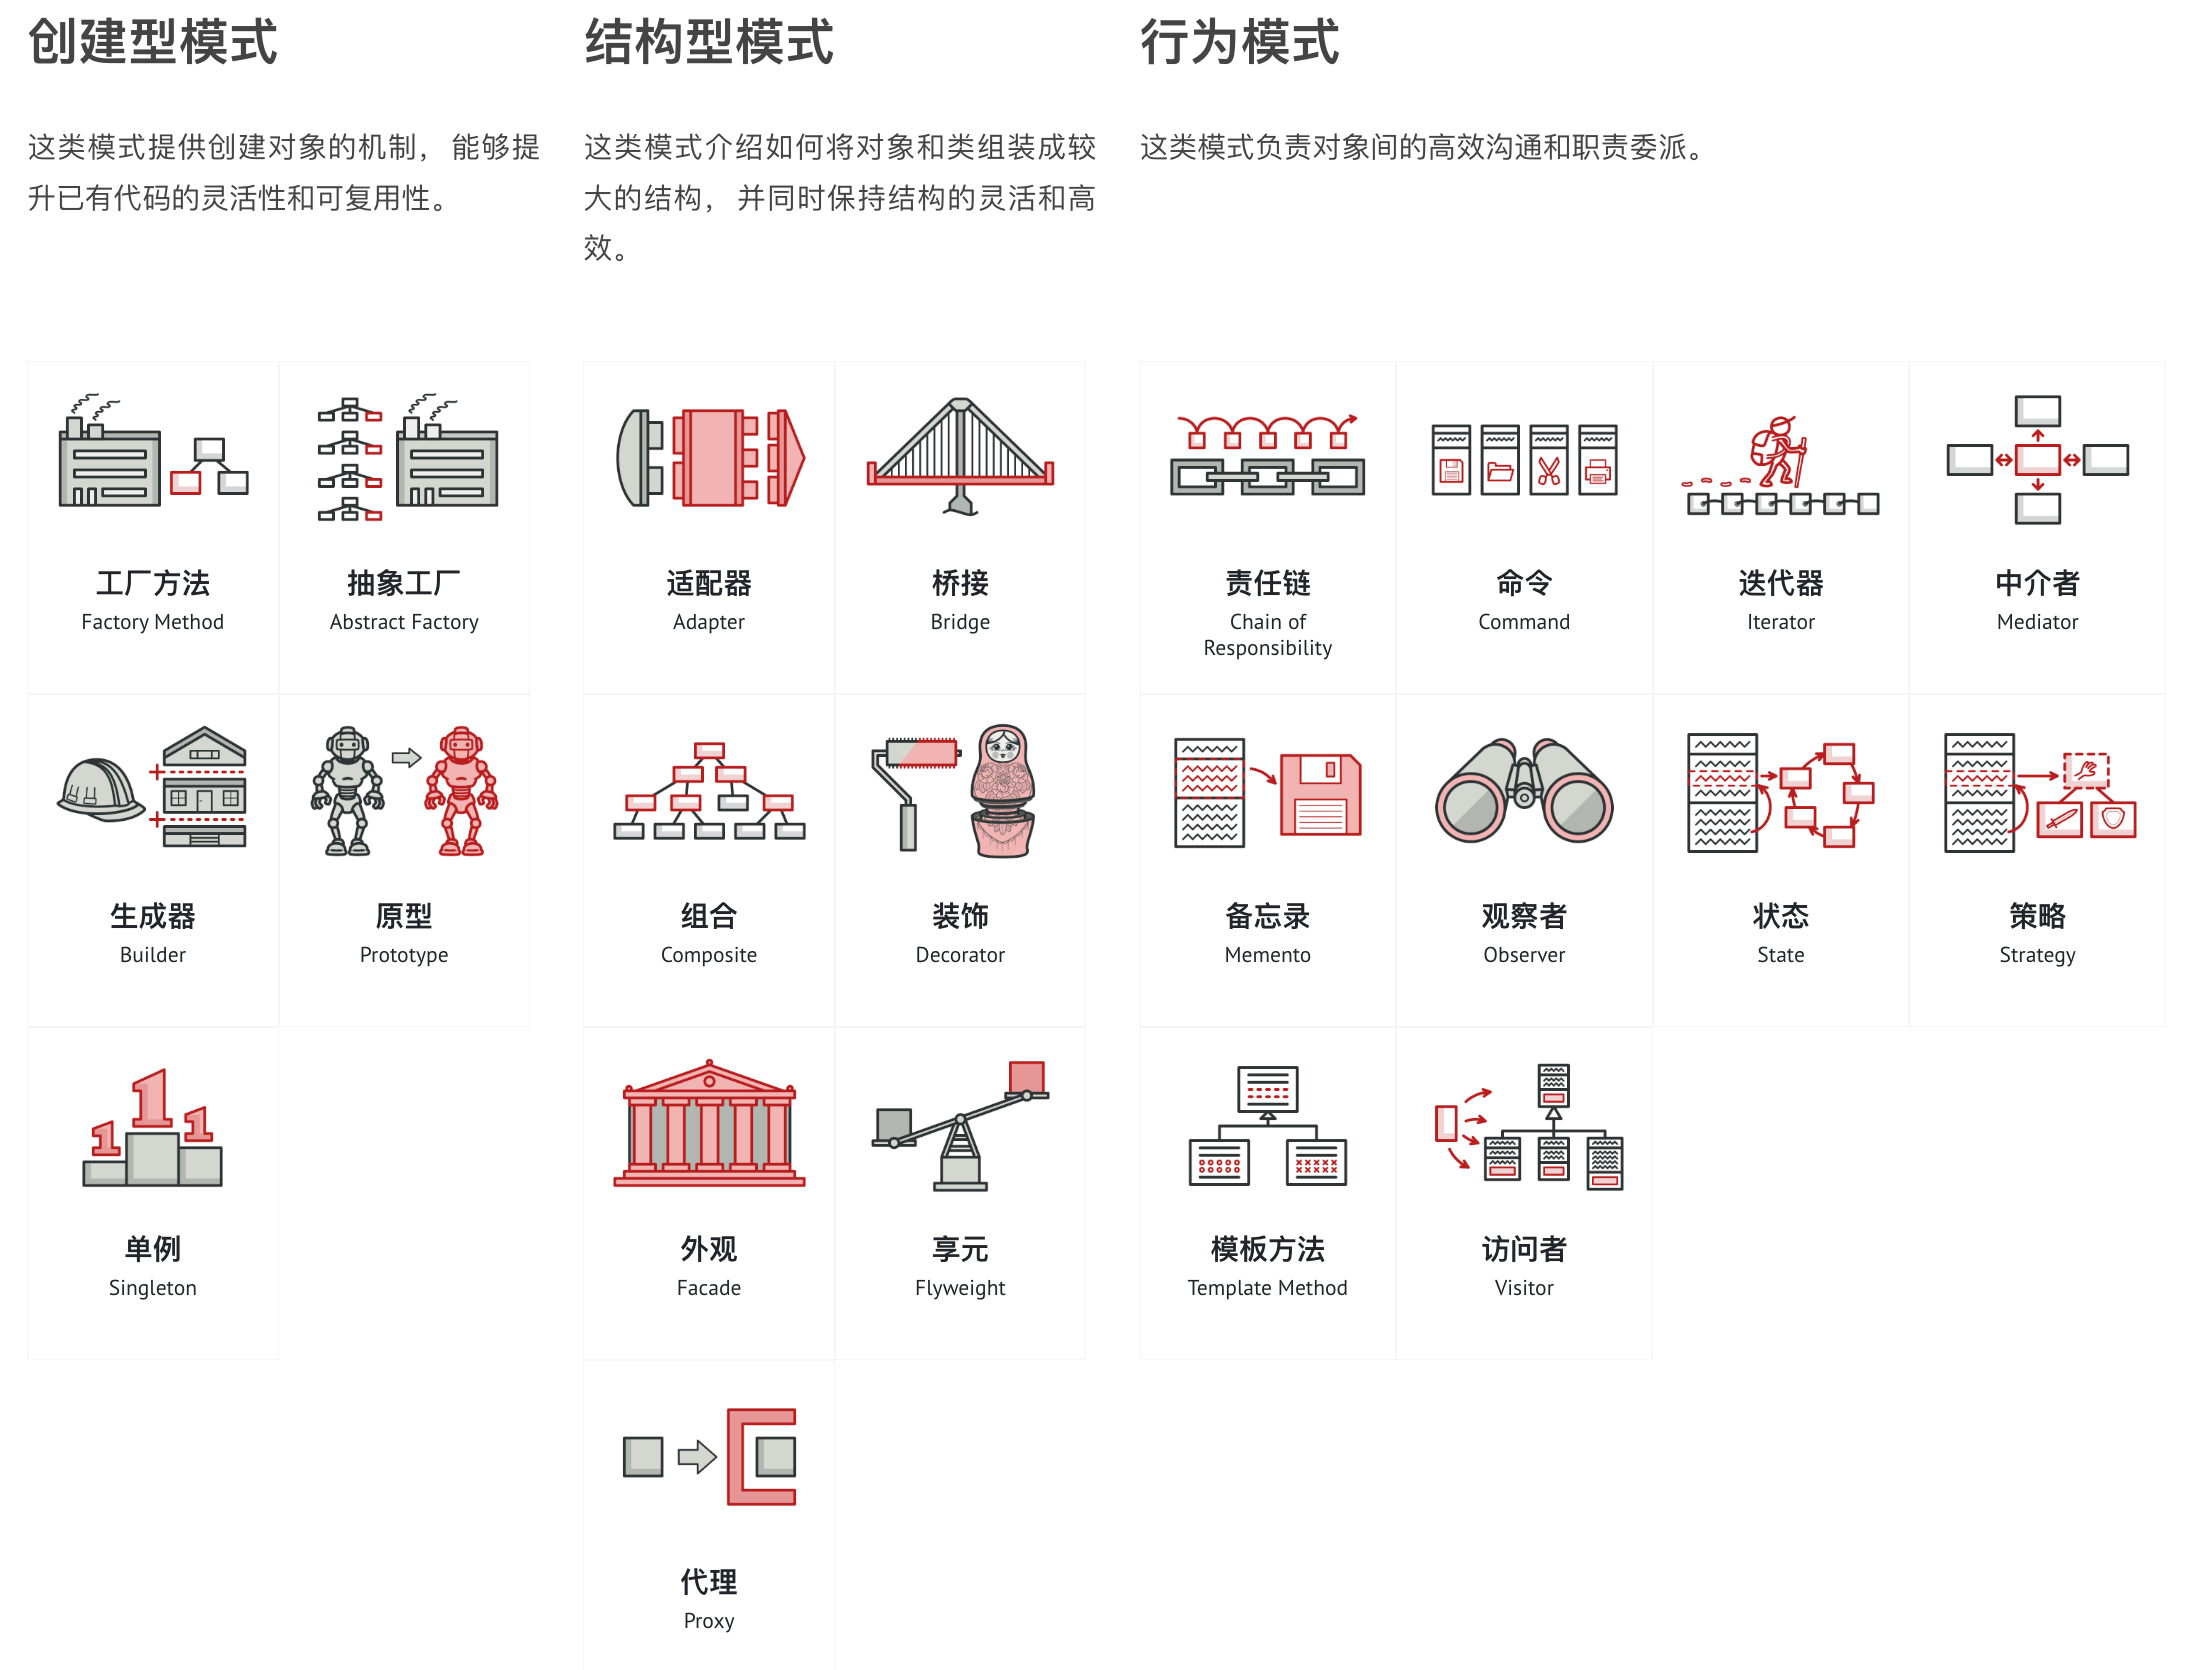 创建型模式
这类模式提供创建对象的机制， 能够提
升已有代码的灵活性和可复用性。
工厂方法
Factory Method
抽象工厂
Abstract Factory
生成器
Builder
原型
Prototype
单例
Singleton
结构型模式
这类模式介绍如何将对象和类组装成较
大的结构， 并同时保持结构的灵活和高
效。
适配器
Adapter
桥接
Bridge
组合
Composite
装饰
Decorator
外观
Facade
享元
Flyweight
代理
Proxy
行为模式
这类模式负责对象间的高效沟通和职责委派。
责任链
Chain of
Responsibility
命令
Command
迭代器
Iterator
中介者
Mediator
备忘录
Memento
观察者
Observer
状态
State
策略
Strategy
模板方法
Template Method
访问者
Visitor
1
1
1